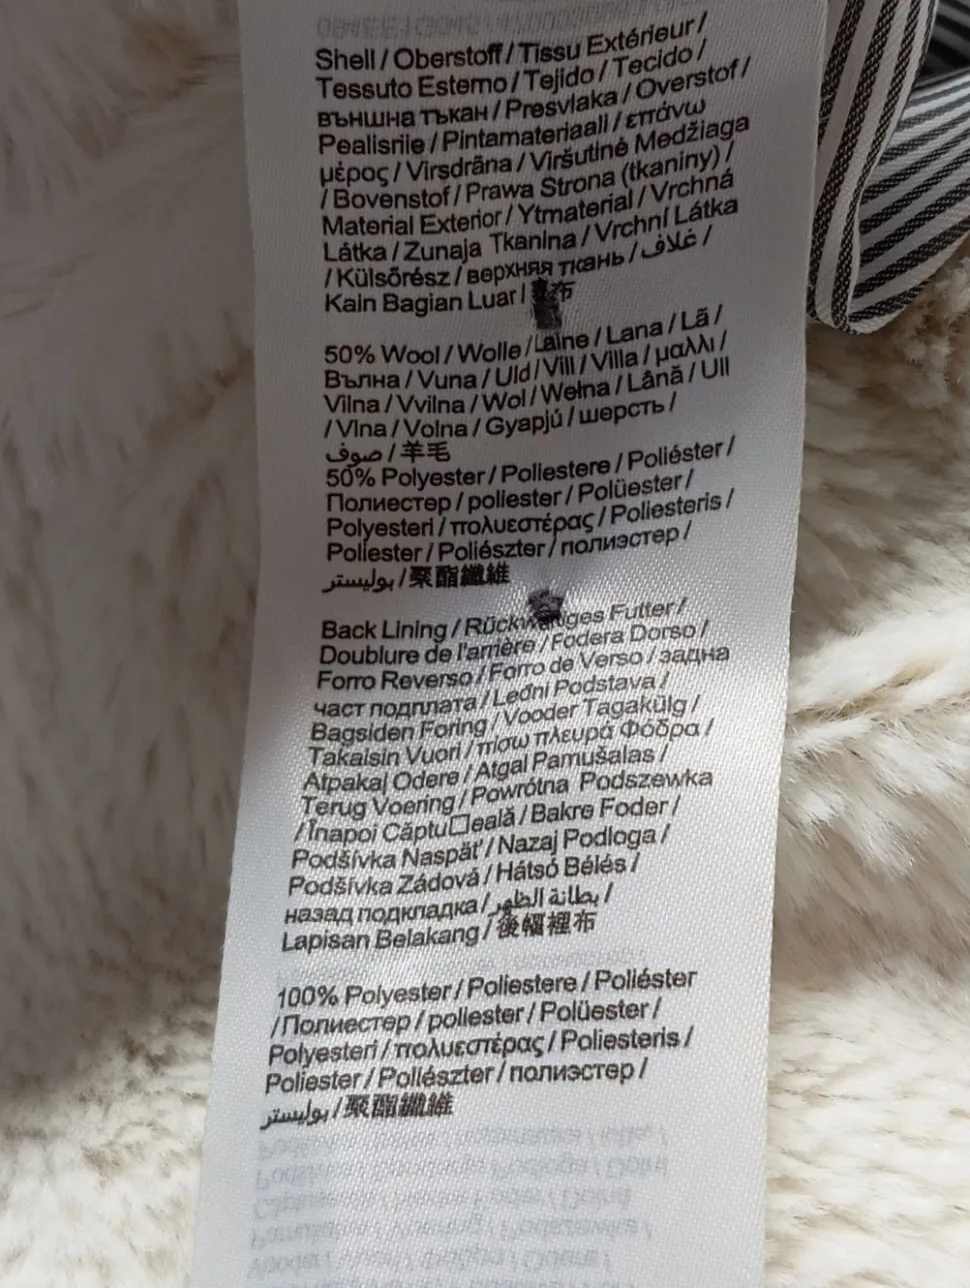 Shell / Oberstoff / Tissu Extérieur /
Tessuto Esterno / Tejido / Tecido /
външна тъкан / Presvlaka / Overstof /
Pealisriie / Pintamateriaali / επάνω
μέρος / Virsdrāna / Viršutinė Medžiaga
/ Bovenstof / Prawa Strona (tkaniny) /
Material Exterior / Ytmaterial / Vrchná
Látka / Zunaja Tkanina / Vrchní Látka
/ Külsőrész / верхняя ткань / غلاف /
Kain Bagian Luar / 布
50% Wool / Wolle / Laine / Lana / Lã /
Вълна / Vuna / Uld / Vill / Villa / μαλλι /
Vilna / Vvilna / Wol / Wełna / Lână / Ull
/ Vlna / Volna / Gyapjú / шерсть /
صوف / 羊毛
50% Polyester / Poliestere / Poliéster /
Полиестер / poliester / Polüester /
Polyesteri / πολυεστέρας / Poliesteris /
Poliester / Poliészter / полиэстер /
بوليستر / 聚酯纖維
Back Lining / Rückwärtiges Futter /
Doublure de l'arrière / Fodera Dorso /
Forro Reverso / Forro de Verso / задна
част подплата / Leđni Podstava /
Bagsiden Foring / Vooder Tagakülg /
Takaisin Vuori / πισω πλευρά Φόδρα /
Atpakaļ Odere / Atgal Pamušalas /
Terug Voering / Powrótna Podszewka
/ Înapoi Căptu□eală / Bakre Foder /
Podšívka Naspäť / Nazaj Podloga /
Podšívka Zádová / Hátsó Bélés /
назад подкладка / بطانة الظهر /
Lapisan Belakang / 後幅裡布
100% Polyester / Poliestere / Poliéster
/ Полиестер / poliester / Polüester /
Polyesteri / πολυεστέρας / Poliesteris /
Poliester / Poliészter / полиэстер /
بوليستر / 聚酯纖維